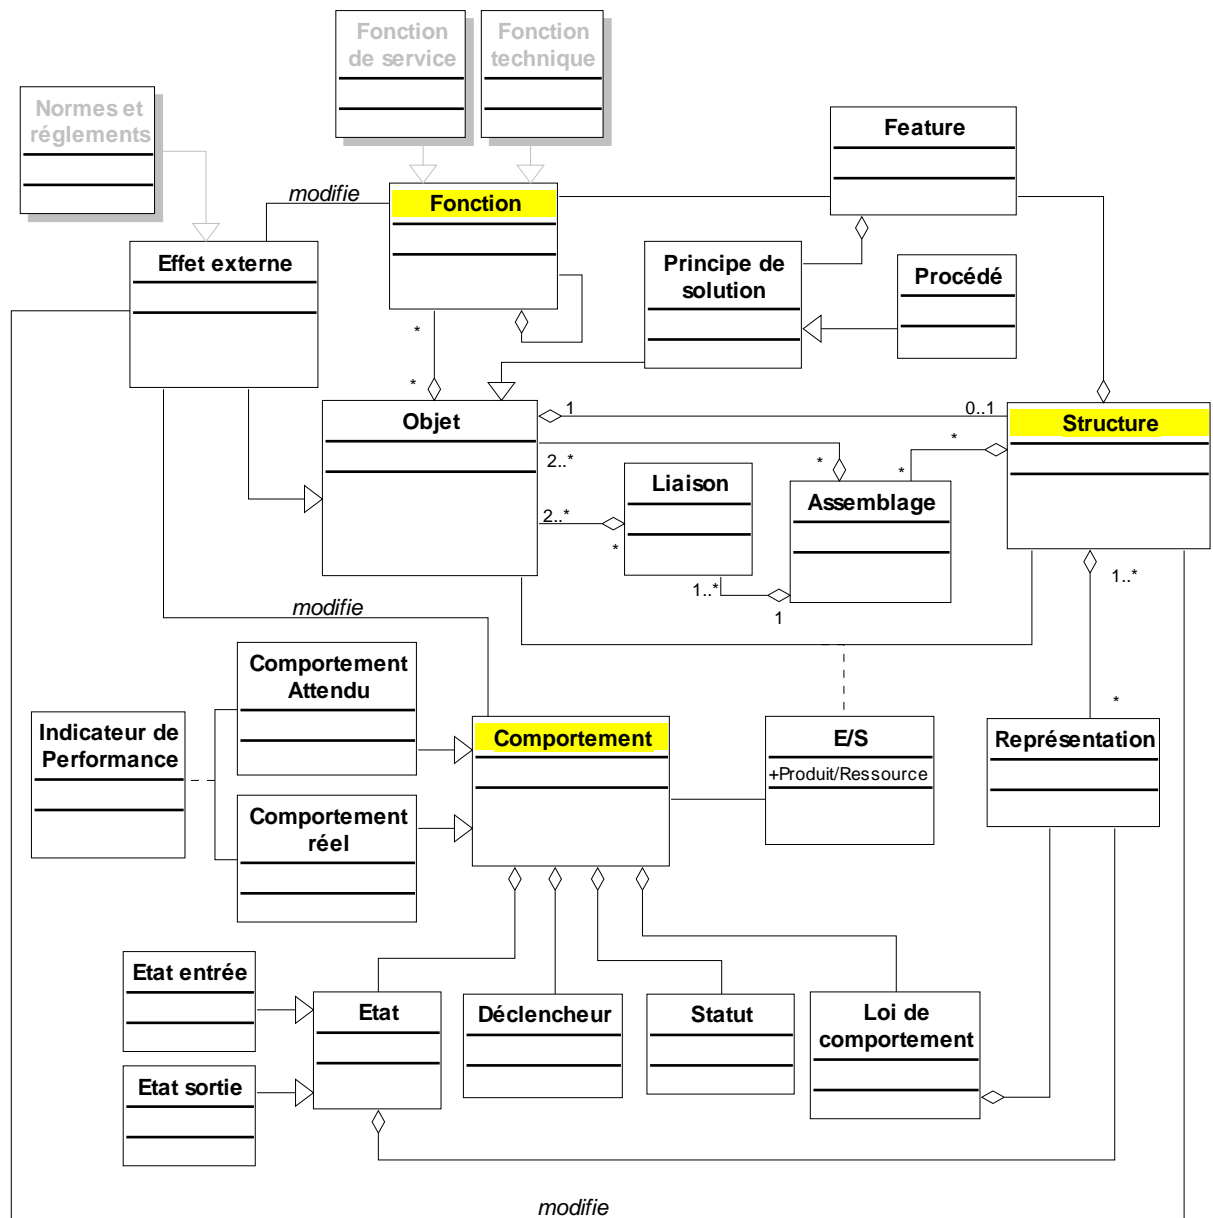 Fonction
de service
Fonction
technique
Normes et
réglements
Feature
modifie
Fonction
Effet externe
Principe de
solution
Procédé
*
*
Objet
1
0..1
Structure
2..*
*
*
*
Liaison
Assemblage
2..*
*
1..*
1
1..*
modifie
Comportement
Attendu
*
Indicateur de
Performance
Comportement
E/S
+Produit/Ressource
Représentation
Comportement
réel
Etat entrée
Etat
Déclencheur
Statut
Loi de
comportement
Etat sortie
modifie